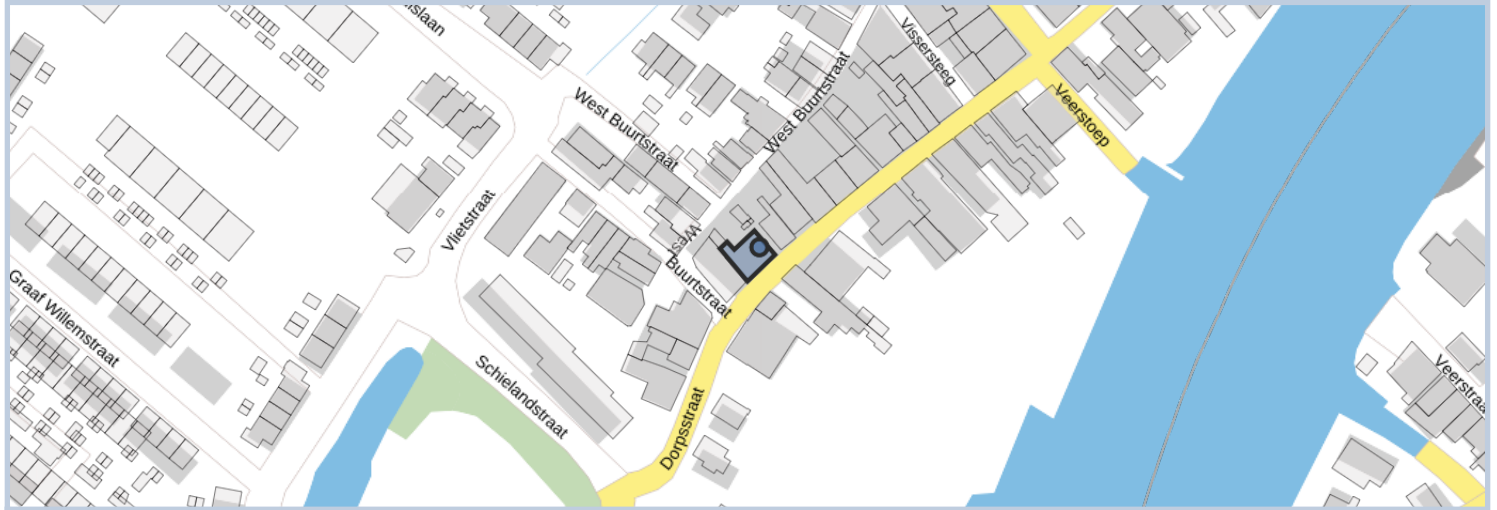 Vissersteeg
West Buurtstraat
West Buurtstraat
Veerstoep
Vlietstraat
West
Buurtstraat
Graaf Willemstraat
Schielandstraat
Dorpsstraat